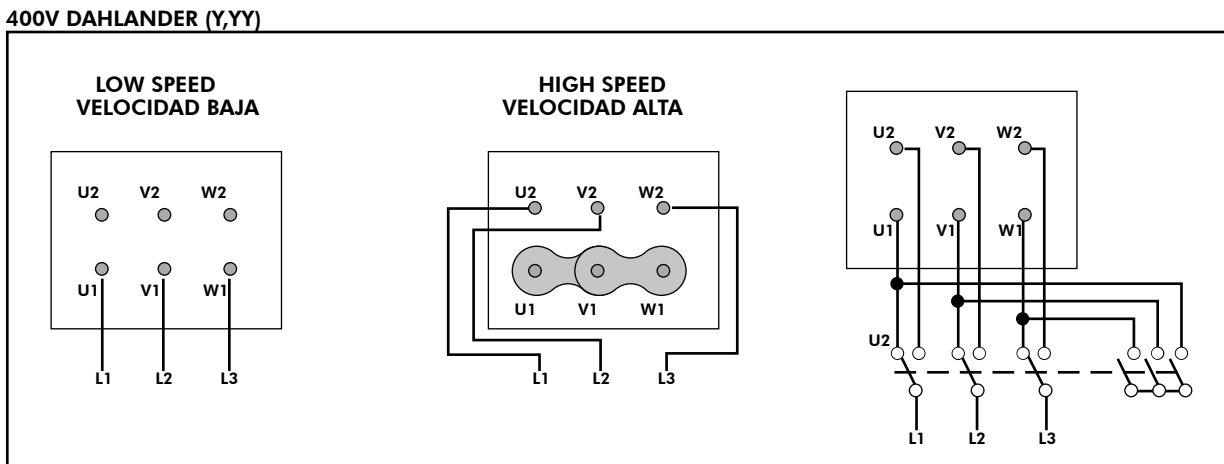 400V DAHLANDER (Y,YY)
LOW SPEED
VELOCIDAD BAJA
U2 V2 W2
U1 V1 W1
L1 L2 L3
HIGH SPEED
VELOCIDAD ALTA
U2 V2 W2
U1 V1 W1
L1 L2 L3
U2 V2 W2
U1 V1 W1
U2
L1 L2 L3